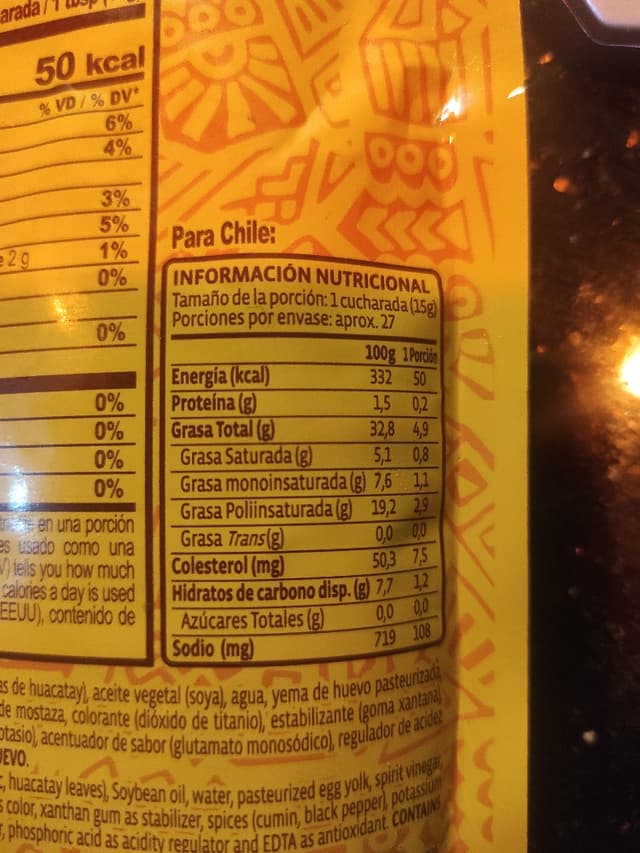 arada / 1 tbsp
50 kcal
% VD / % DV*
6%
4%
3%
5%
1%
2 g
0%
0%
0%
0%
0%
0%
en una porción
es usado como una
V) tells you how much
calories a day is used
EEUU), contenido de
Para Chile:
INFORMACIÓN NUTRICIONAL
Tamaño de la porción: 1 cucharada (15g)
Porciones por envase: aprox. 27
100g 1 Porción
Energía (kcal) 332 50
Proteína (g) 1,5 0,2
Grasa Total (g) 32,8 4,9
Grasa Saturada (g) 5,1 0,8
Grasa monoinsaturada (g) 7,6 1,1
Grasa Poliinsaturada (g) 19,2 2,9
Grasa Trans(g) 0,0 0,0
Colesterol (mg) 50,3 7,5
Hidratos de carbono disp. (g) 7,7 1,2
Azúcares Totales (g) 0,0 0,0
Sodio (mg) 719 108
as de huacatay), aceite vegetal (soya), agua, yema de huevo pasteurizada,
de mostaza, colorante (dióxido de titanio), estabilizante (goma xantana),
otasio), acentuador de sabor (glutamato monosódico), regulador de acidez
UEVO.
huacatay leaves), Soybean oil, water, pasteurized egg yolk, spirit vinegar,
s color, xanthan gum as stabilizer, spices (cumin, black pepper), potassium
r, phosphoric acid as acidity regulator and EDTA as antioxidant. CONTAINS